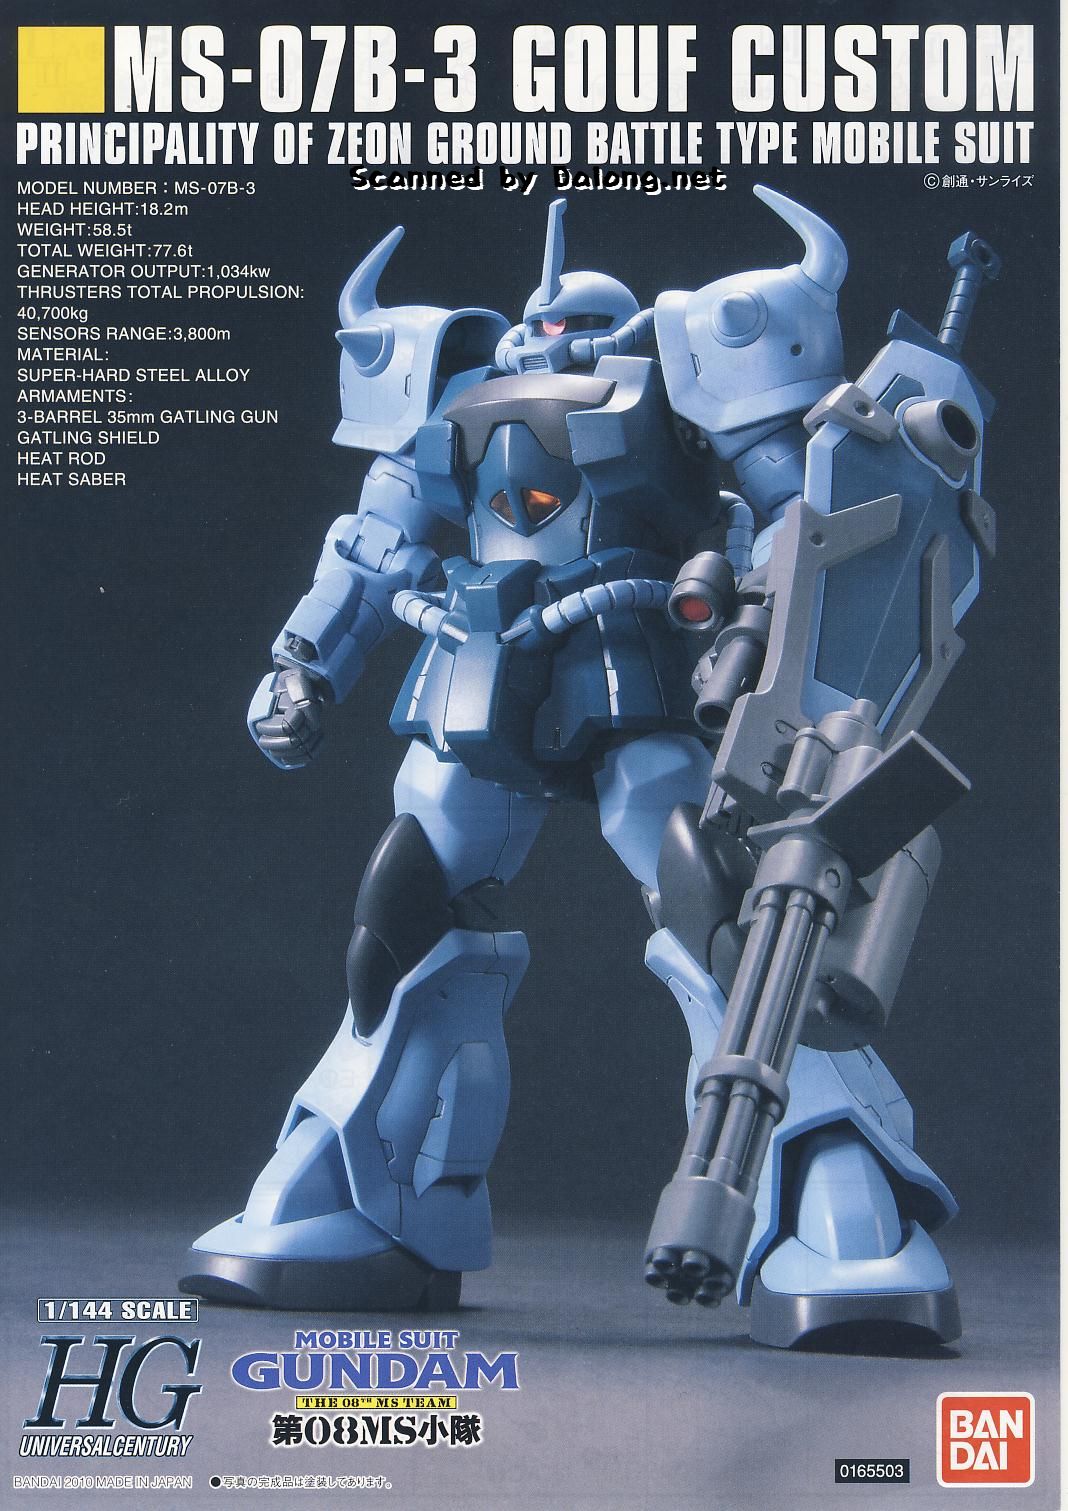 MS-07B-3 GOUF CUSTOM
PRINCIPALITY OF ZEON GROUND BATTLE TYPE MOBILE SUIT
Scanned by Dalong.net
©創通・サンライズ
MODEL NUMBER：MS-07B-3
HEAD HEIGHT:18.2m
WEIGHT:58.5t
TOTAL WEIGHT:77.6t
GENERATOR OUTPUT:1,034kw
THRUSTERS TOTAL PROPULSION:
40,700kg
SENSORS RANGE:3,800m
MATERIAL:
SUPER-HARD STEEL ALLOY
ARMAMENTS:
3-BARREL 35mm GATLING GUN
GATLING SHIELD
HEAT ROD
HEAT SABER
1/144 SCALE
HG
UNIVERSAL CENTURY
MOBILE SUIT
GUNDAM
THE 08TH MS TEAM
第08MS小隊
BAN
DAI
0165503
BANDAI 2010 MADE IN JAPAN ●写真の完成品は塗装してあります。